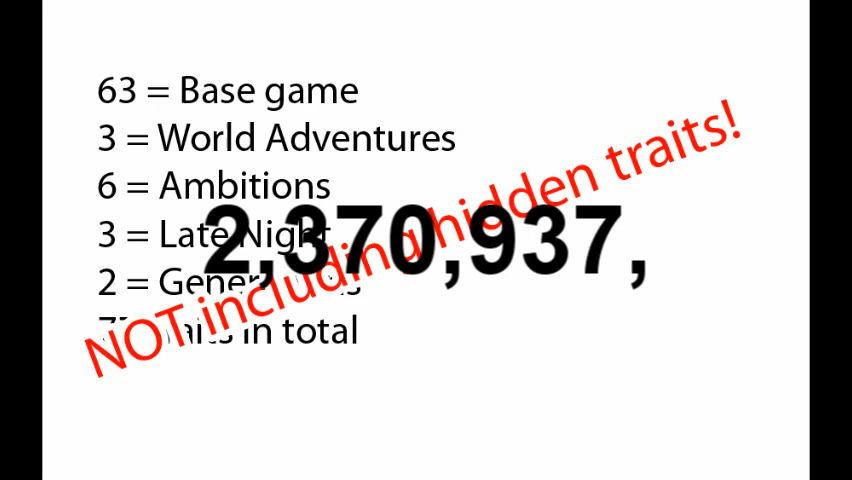 63 = Base game
3 = World Adventures
6 = Ambitions
3 = Late Night
2 =
in total
NOT including hidden traits!
2,370,937,